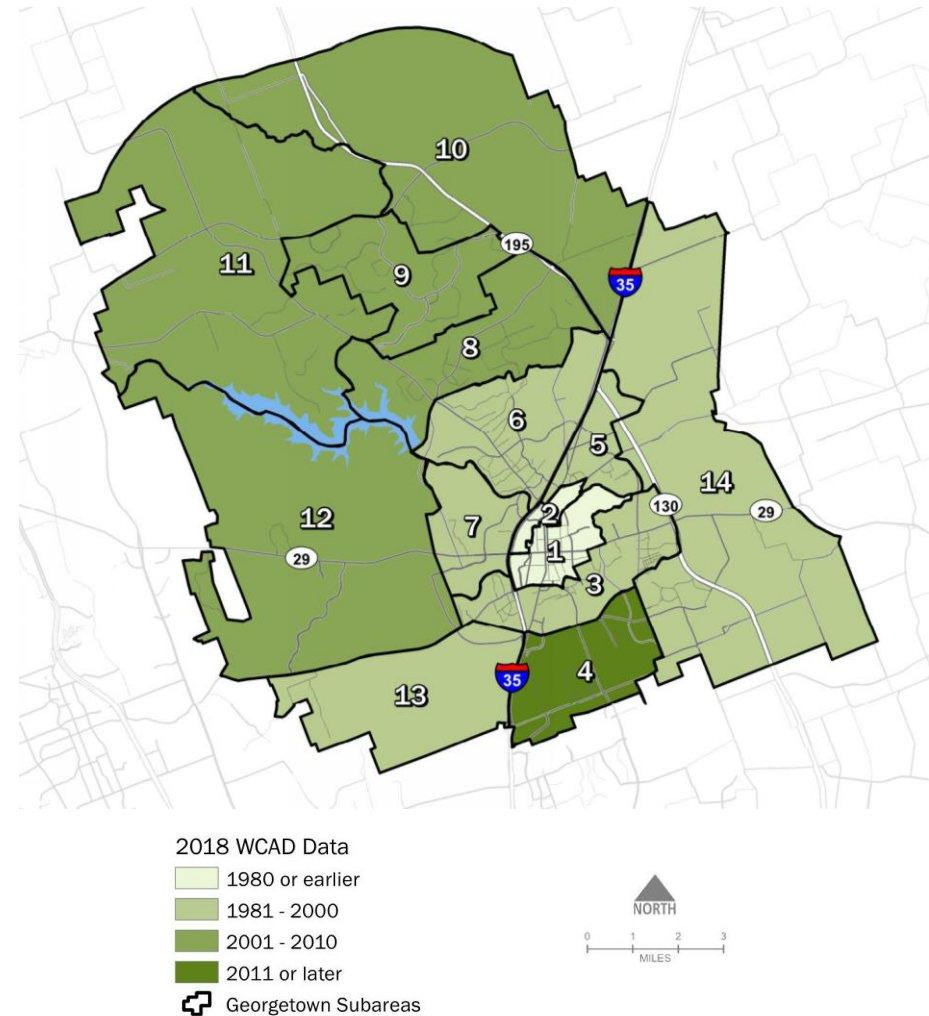 10
11
9
195
35
8
6
5
14
12
7
2
130
29
29
1
3
4
35
13
2018 WCAD Data
1980 or earlier
1981 - 2000
2001 - 2010
2011 or later
Georgetown Subareas
NORTH
0 1 2 3
MILES